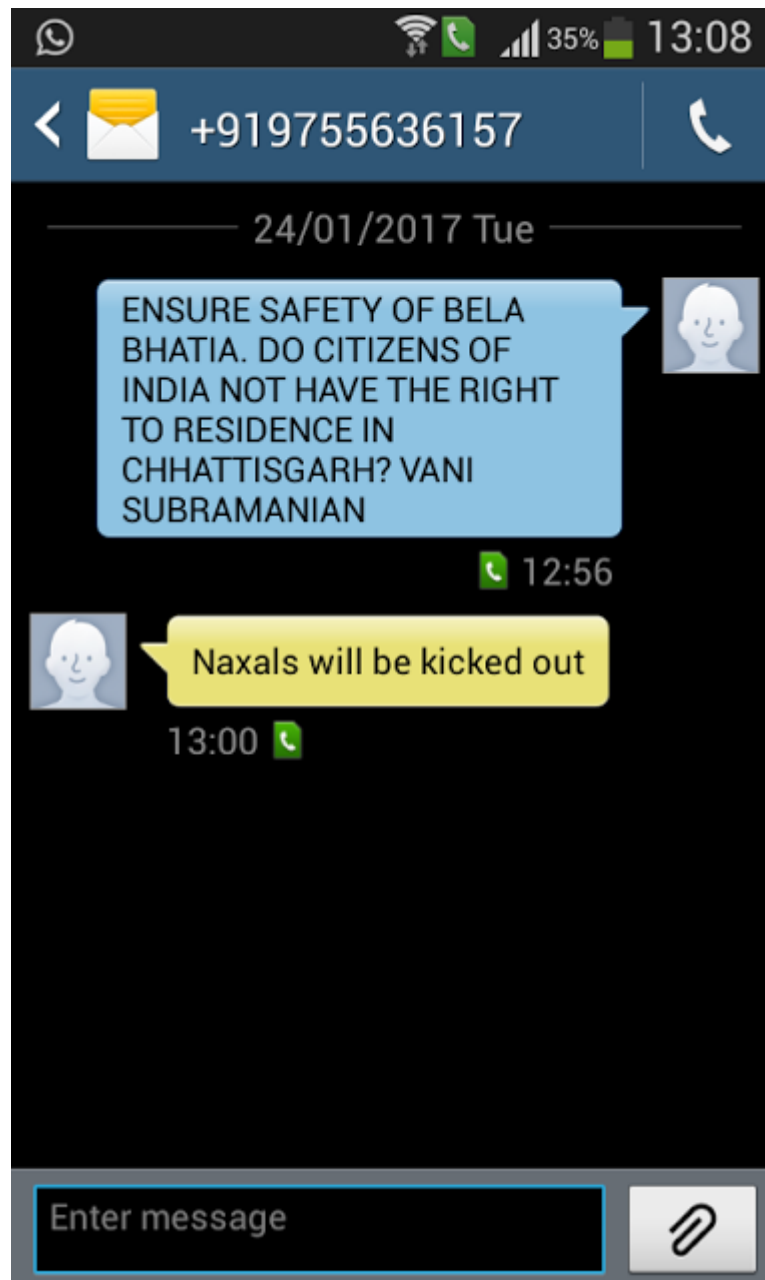 35% 13:08
+919755636157
24/01/2017 Tue
ENSURE SAFETY OF BELA
BHATIA. DO CITIZENS OF
INDIA NOT HAVE THE RIGHT
TO RESIDENCE IN
CHHATTISGARH? VANI
SUBRAMANIAN
12:56
Naxals will be kicked out
13:00
Enter message